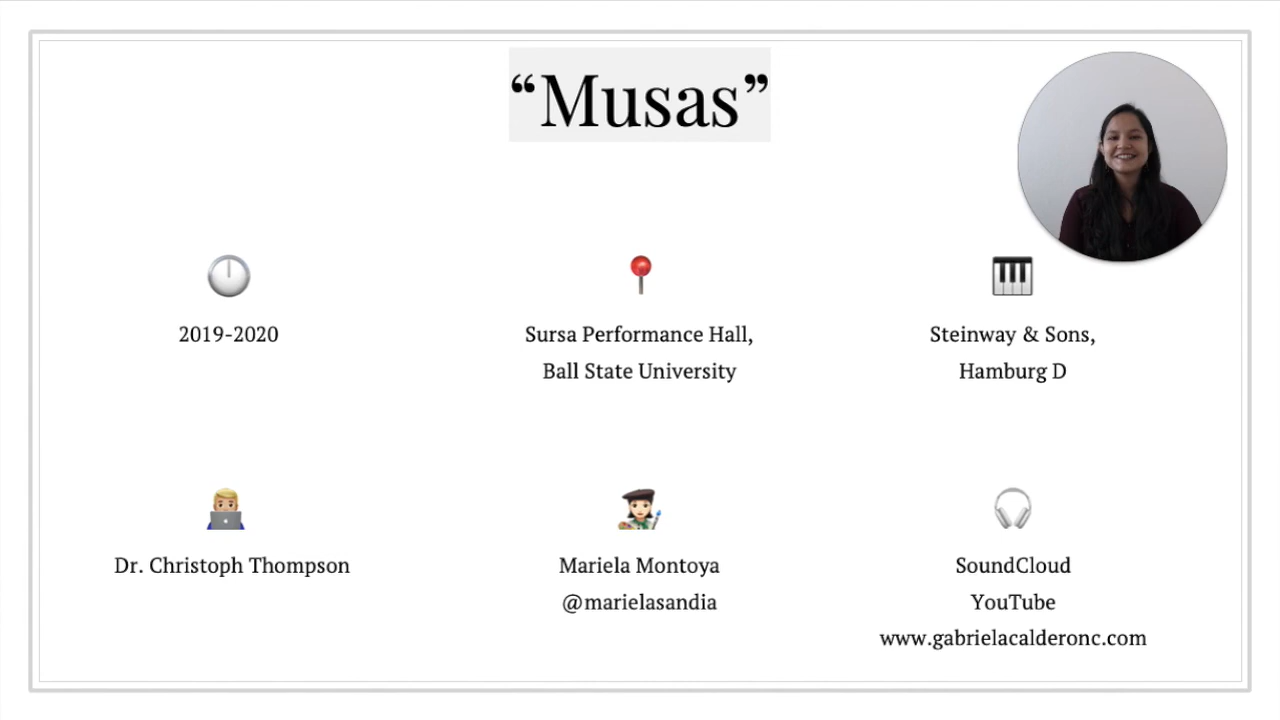 “Musas”
2019-2020
Sursa Performance Hall,
Ball State University
Steinway & Sons,
Hamburg D
Dr. Christoph Thompson
Mariela Montoya
@marielasandia
SoundCloud
YouTube
www.gabrielacalderonc.com